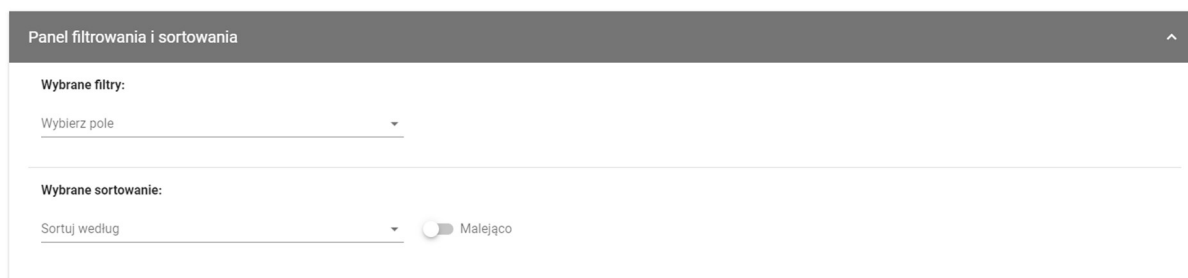 Panel filtrowania i sortowania
Wybrane filtry:
Wybierz pole
Wybrane sortowanie:
Sortuj według
Malejąco